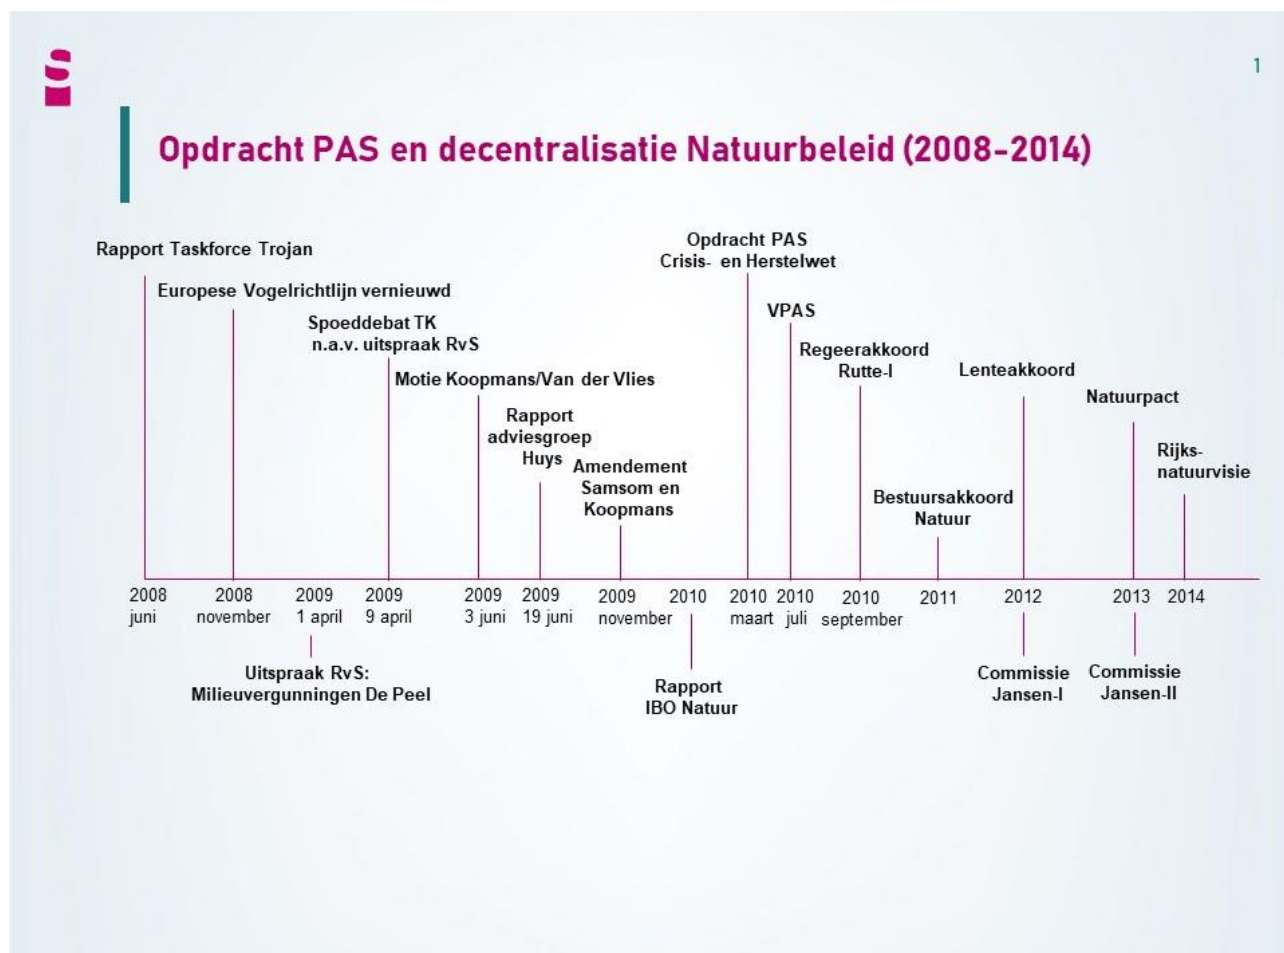 1
Opdracht PAS en decentralisatie Natuurbeleid (2008-2014)
Rapport Taskforce Trojan
Europese Vogelrichtlijn vernieuwd
Spoeddebat TK
n.a.v. uitspraak RvS
Motie Koopmans/Van der Vlies
Rapport
adviesgroep
Huys
Amendement
Samsom en
Koopmans
Opdracht PAS
Crisis- en Herstelwet
VPAS
Regeerakkoord
Rutte-I
Bestuursakkoord
Natuur
Lenteakkoord
Natuurpact
Rijks-
natuurvisie
2008
juni
2008
november
2009
1 april
2009
9 april
2009
3 juni
2009
19 juni
2009
november
2010
2010
maart
2010
juli
2010
september
2011
2012
2013
2014
Uitspraak RvS:
Milieuvergunningen De Peel
Rapport
IBO Natuur
Commissie
Jansen-I
Commissie
Jansen-II